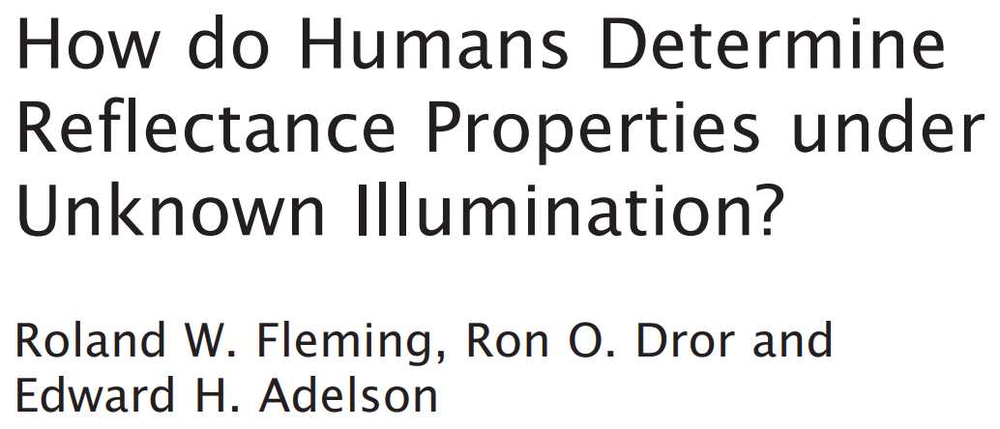 How do Humans Determine
Reflectance Properties under
Unknown Illumination?
Roland W. Fleming, Ron O. Dror and
Edward H. Adelson